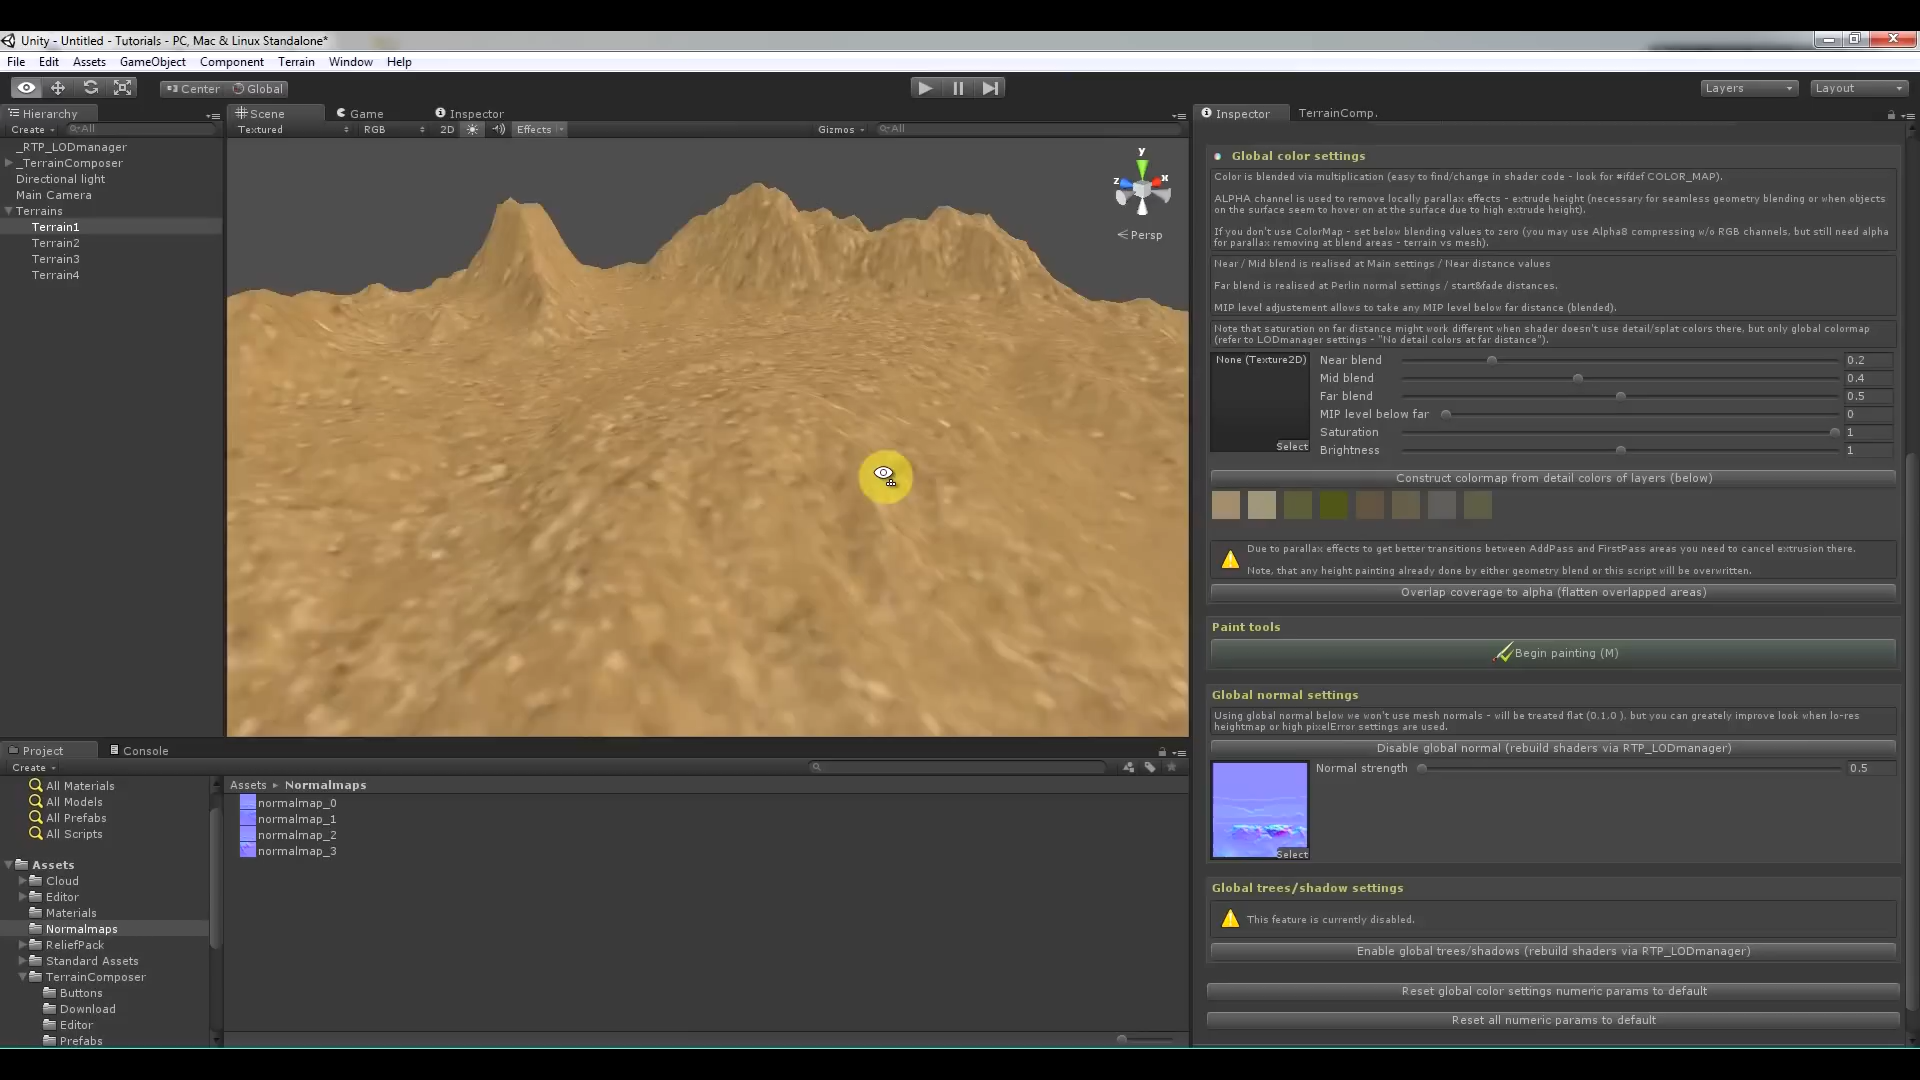 Unity - Untitled - Tutorials - PC, Mac & Linux Standalone*
File Edit Assets GameObject Component Terrain Window Help
Center Global
Layers Layout
Hierarchy
Create All
_RTP_LODmanager
_TerrainComposer
Directional light
Main Camera
Terrains
Terrain1
Terrain2
Terrain3
Terrain4
Scene Game Inspector
Textured RGB 2D Effects Gizmos All
y
z x
Persp
Inspector TerrainComp.
Global color settings
Color is blended via multiplication (easy to find/change in shader code - look for #ifdef COLOR_MAP).
ALPHA channel is used to remove locally parallax effects - extrude height (necessary for seamless geometry blending or when objects
on the surface seem to hover on at the surface due to high extrude height).
If you don't use ColorMap - set below blending values to zero (you may use Alpha8 compressing w/o RGB channels, but still need alpha
for parallax removing at blend areas - terrain vs mesh).
Near / Mid blend is realised at Main settings / Near distance values
Far blend is realised at Perlin normal settings / start&fade distances.
MIP level adjustement allows to take any MIP level below far distance (blended).
Note that saturation on far distance might work different when shader doesn't use detail/splat colors there, but only global colormap
(refer to LODmanager settings - "No detail colors at far distance").
None (Texture2D)
Select
Near blend 0.2
Mid blend 0.4
Far blend 0.5
MIP level below far 0
Saturation 1
Brightness 1
Construct colormap from detail colors of layers (below)
Due to parallax effects to get better transitions between AddPass and FirstPass areas you need to cancel extrusion there.
Note, that any height painting already done by either geometry blend or this script will be overwritten.
Overlap coverage to alpha (flatten overlapped areas)
Paint tools
Begin painting (M)
Global normal settings
Using global normal below we won't use mesh normals - will be treated flat (0,1,0 ), but you can greately improve look when lo-res
heightmap or high pixelError settings are used.
Disable global normal (rebuild shaders via RTP_LODmanager)
Normal strength 0.5
Select
Global trees/shadow settings
This feature is currently disabled.
Enable global trees/shadows (rebuild shaders via RTP_LODmanager)
Reset global color settings numeric params to default
Reset all numeric params to default
Project Console
Create
All Materials
All Models
All Prefabs
All Scripts
Assets
Cloud
Editor
Materials
Normalmaps
ReliefPack
Standard Assets
TerrainComposer
Buttons
Download
Editor
Prefabs
Assets Normalmaps
normalmap_0
normalmap_1
normalmap_2
normalmap_3